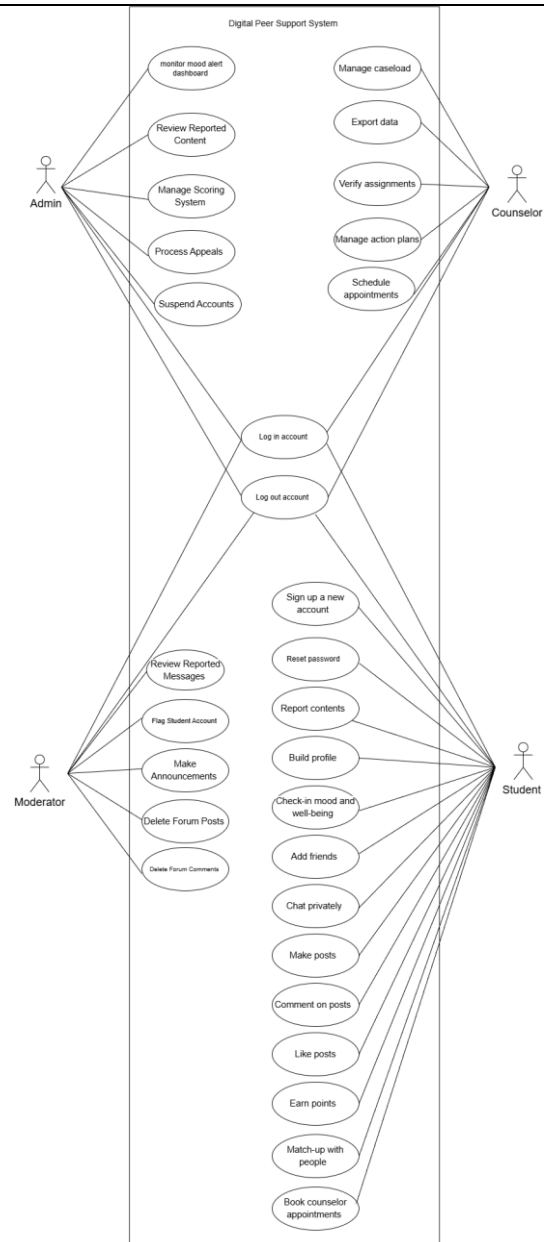 Digital Peer Support System
monitor mood alert
dashboard
Manage caseload
Export data
Review Reported
Content
Admin
Manage Scoring
System
Verify assignments
Counselor
Process Appeals
Manage action plans
Suspend Accounts
Schedule
appointments
Log in account
Log out account
Sign up a new
account
Review Reported
Messages
Reset password
Flag Student Account
Report contents
Make
Announcements
Build profile
Moderator
Student
Delete Forum Posts
Check-in mood and
well-being
Delete Forum Comments
Add friends
Chat privately
Make posts
Comment on posts
Like posts
Earn points
Match-up with
people
Book counselor
appointments